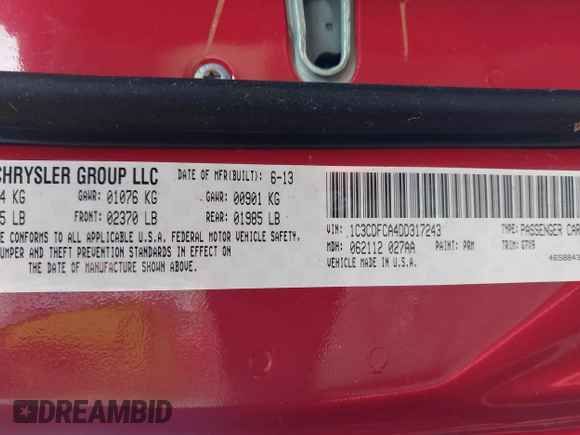 CHRYSLER GROUP LLC DATE OF MFR(BUILT): 6-13
4 KG GAWR: 01076 KG GAWR: 00901 KG
5 LB FRONT: 02370 LB REAR: 01985 LB
E CONFORMS TO ALL APPLICABLE U.S.A. FEDERAL MOTOR VEHICLE SAFETY,
UMPER AND THEFT PREVENTION STANDARDS IN EFFECT ON
THE DATE OF MANUFACTURE SHOWN ABOVE.
VIN: 1C3CDFCA4DD317243 TYPE: PASSENGER CAR
MDH: 062112 027AA PAINT: PRM TRIM: G7X9
VEHICLE MADE IN U.S.A. 4658843
DREAMBID